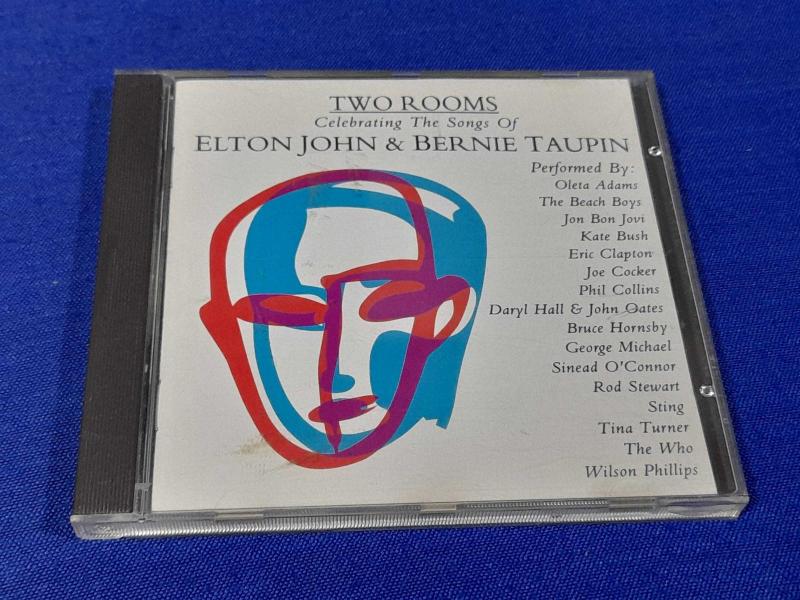 TWO ROOMS
Celebrating The Songs Of
ELTON JOHN & BERNIE TAUPIN
Performed By:
Oleta Adams
The Beach Boys
Jon Bon Jovi
Kate Bush
Eric Clapton
Joe Cocker
Phil Collins
Daryl Hall & John Oates
Bruce Hornsby
George Michael
Sinead O'Connor
Rod Stewart
Sting
Tina Turner
The Who
Wilson Phillips